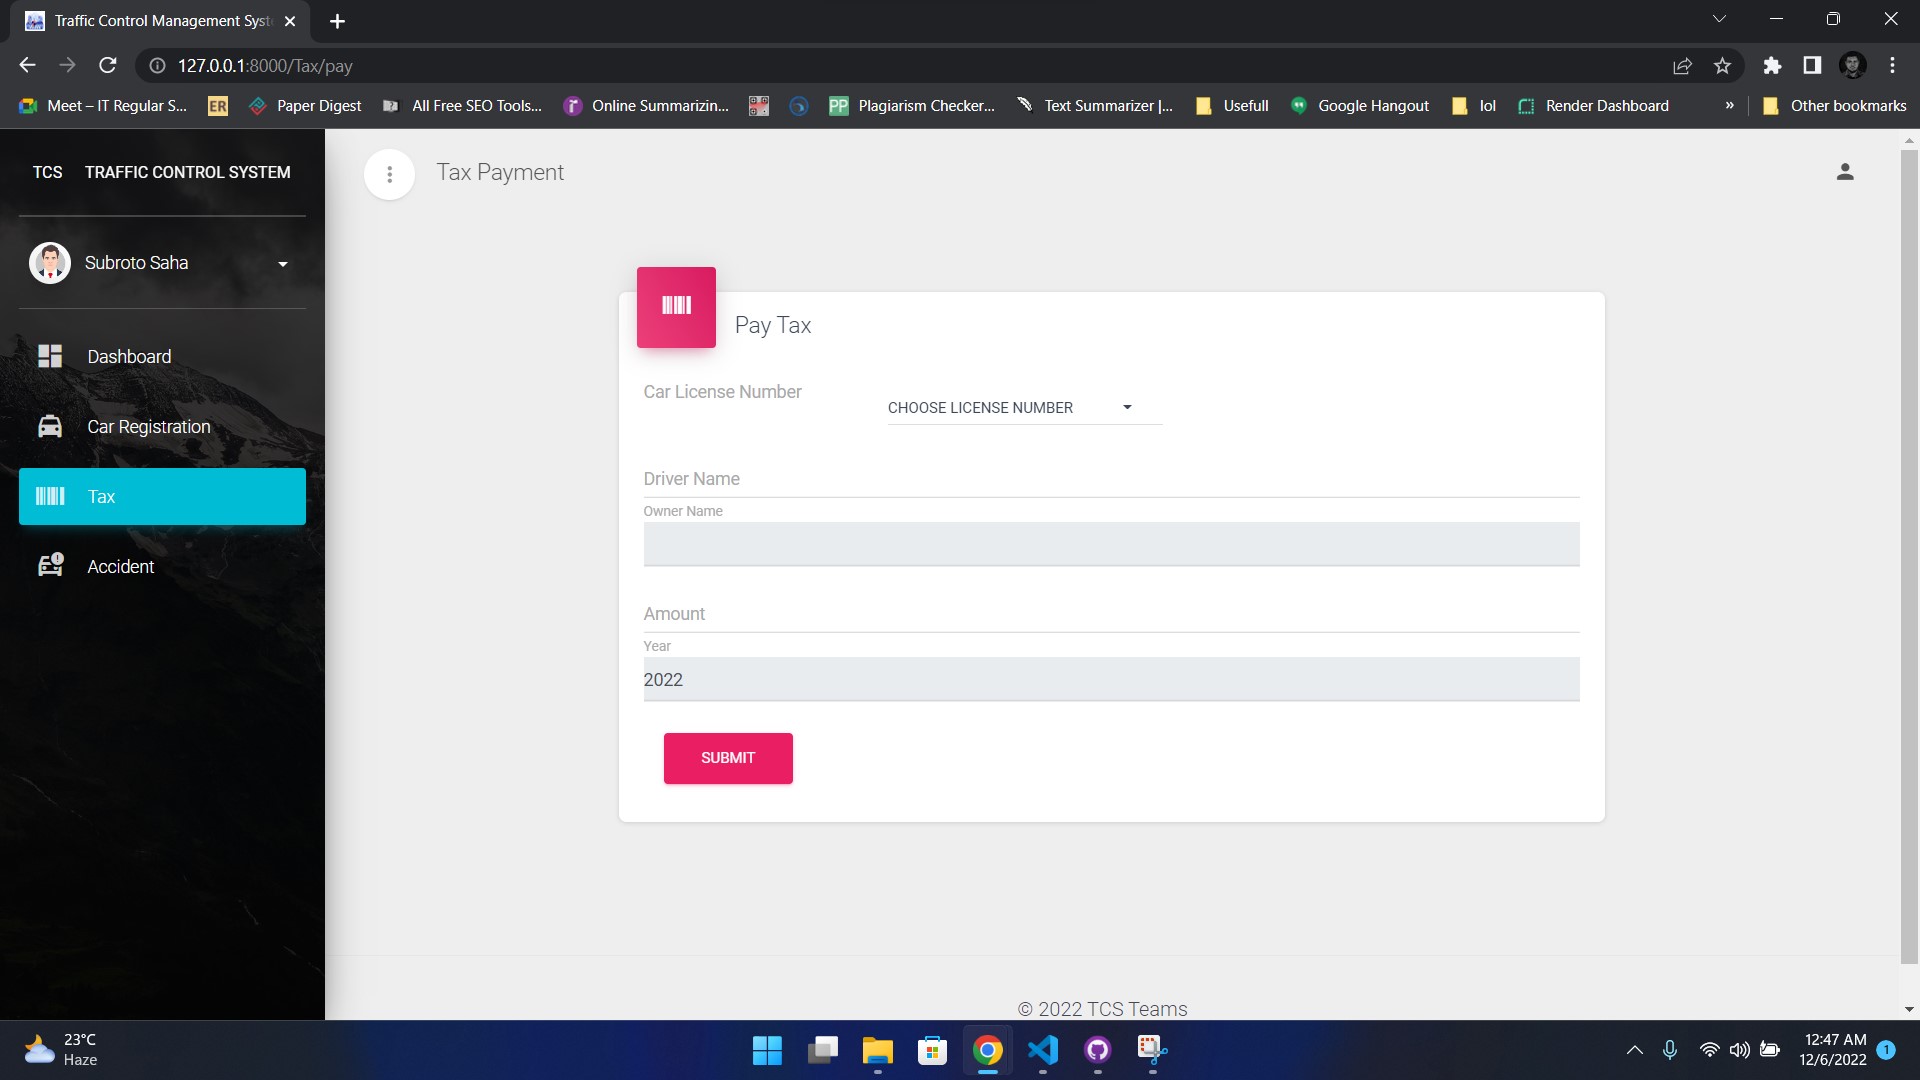 Traffic Control Management Syst
127.0.0.1:8000/Tax/pay
Meet – IT Regular S...
ER
Paper Digest
All Free SEO Tools...
Online Summarizin...
PP
Plagiarism Checker...
Text Summarizer |...
Usefull
Google Hangout
lol
Render Dashboard
»
Other bookmarks
TCS TRAFFIC CONTROL SYSTEM
Subroto Saha
Dashboard
Car Registration
Tax
Accident
Tax Payment
Pay Tax
Car License Number
CHOOSE LICENSE NUMBER
Driver Name
Owner Name
Amount
Year
2022
SUBMIT
© 2022 TCS Teams
23°C
Haze
12:47 AM
12/6/2022
1